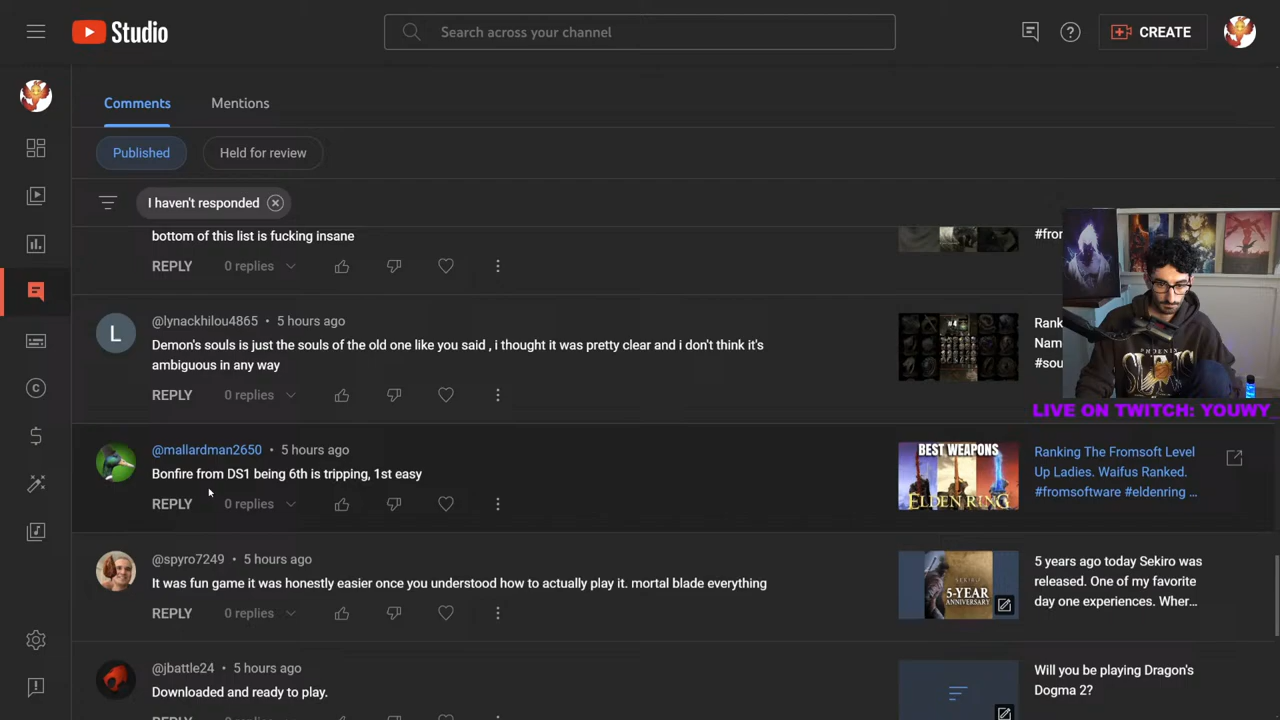 Studio
Search across your channel
CREATE
Comments
Mentions
Published
Held for review
I haven't responded
bottom of this list is fucking insane
REPLY
0 replies
#fror
@lynackhilou4865 • 5 hours ago
Demon's souls is just the souls of the old one like you said , i thought it was pretty clear and i don't think it's
ambiguous in any way
REPLY
0 replies
#4
Rank
Nam
#sou
LIVE ON TWITCH: YOUWY_
@mallardman2650 • 5 hours ago
Bonfire from DS1 being 6th is tripping, 1st easy
REPLY
0 replies
BEST WEAPONS
ELDEN RING
Ranking The Fromsoft Level
Up Ladies. Waifus Ranked.
#fromsoftware #eldenring ...
@spyro7249 • 5 hours ago
It was fun game it was honestly easier once you understood how to actually play it. mortal blade everything
REPLY
0 replies
SEKIRO
5-YEAR
ANNIVERSARY
5 years ago today Sekiro was
released. One of my favorite
day one experiences. Wher...
@jbattle24 • 5 hours ago
Downloaded and ready to play.
REPLY
0 replies
Will you be playing Dragon's
Dogma 2?